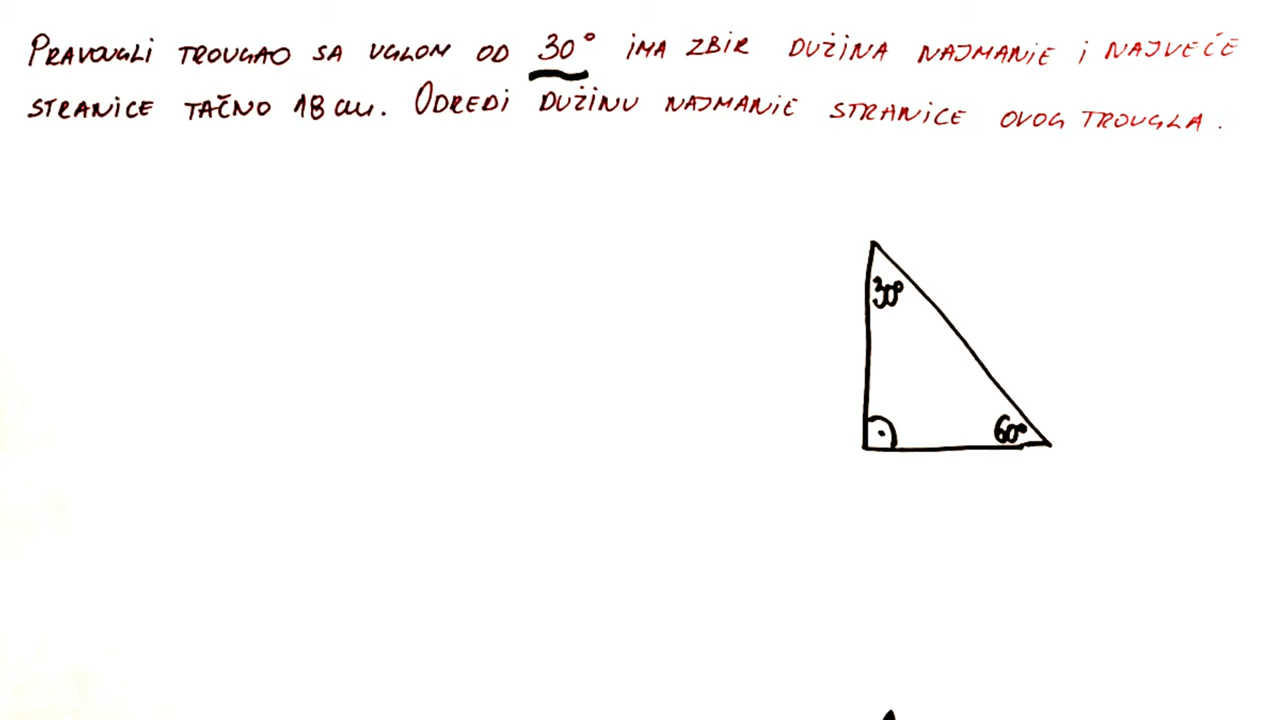 PRAVOUGLI TROUGAO SA UGLOM OD 30° IMA ZBIR DUŽINA NAJMANJE I NAJVEĆE
STRANICE TAČNO 18 cm. ODREDI DUŽINU NAJMANJE STRANICE OVOG TROUGLA.
30°
60°